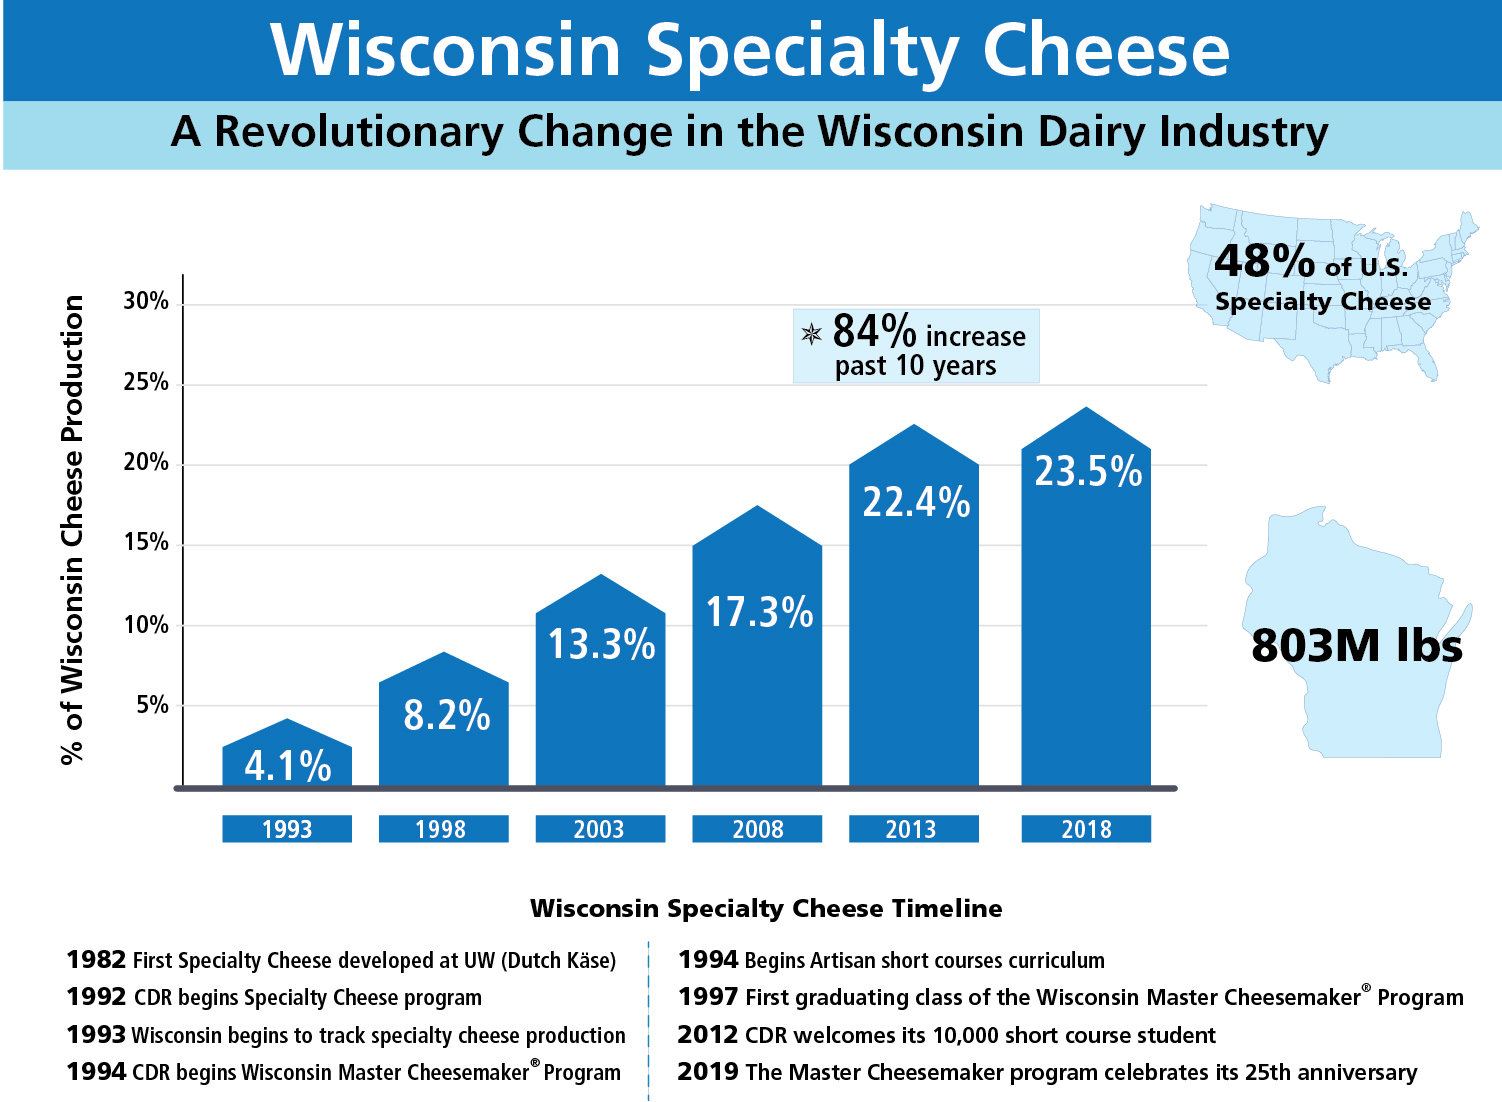 Wisconsin Specialty Cheese
A Revolutionary Change in the Wisconsin Dairy Industry
48% of U.S.
Specialty Cheese
% of Wisconsin Cheese Production
30%
25%
20%
15%
10%
5%
✵ 84% increase
past 10 years
4.1%
8.2%
13.3%
17.3%
22.4%
23.5%
803M lbs
1993
1998
2003
2008
2013
2018
Wisconsin Specialty Cheese Timeline
1982 First Specialty Cheese developed at UW (Dutch Käse)
1992 CDR begins Specialty Cheese program
1993 Wisconsin begins to track specialty cheese production
1994 CDR begins Wisconsin Master Cheesemaker® Program
1994 Begins Artisan short courses curriculum
1997 First graduating class of the Wisconsin Master Cheesemaker® Program
2012 CDR welcomes its 10,000 short course student
2019 The Master Cheesemaker program celebrates its 25th anniversary